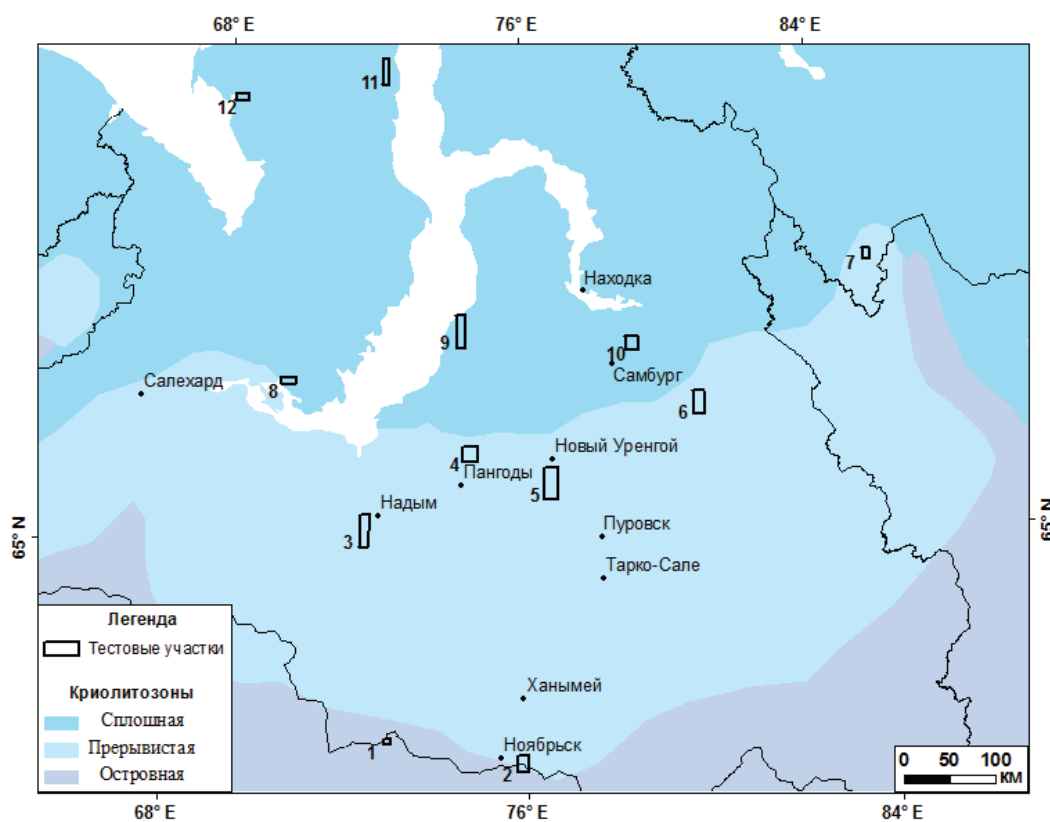 68° E 76° E 84° E
11
12
7
Находка
9
10
Самбург
Салехард
8
6
Новый Уренгой
4
Пангоды
5
Надым
65° N
3
Пуровск
65° N
Тарко-Сале
Легенда
Тестовые участки
Криолитозоны
Сплошная
Прерывистая
Островная
Ханымей
1
Ноябрьск
2
0 50 100
КМ
68° E 76° E 84° E